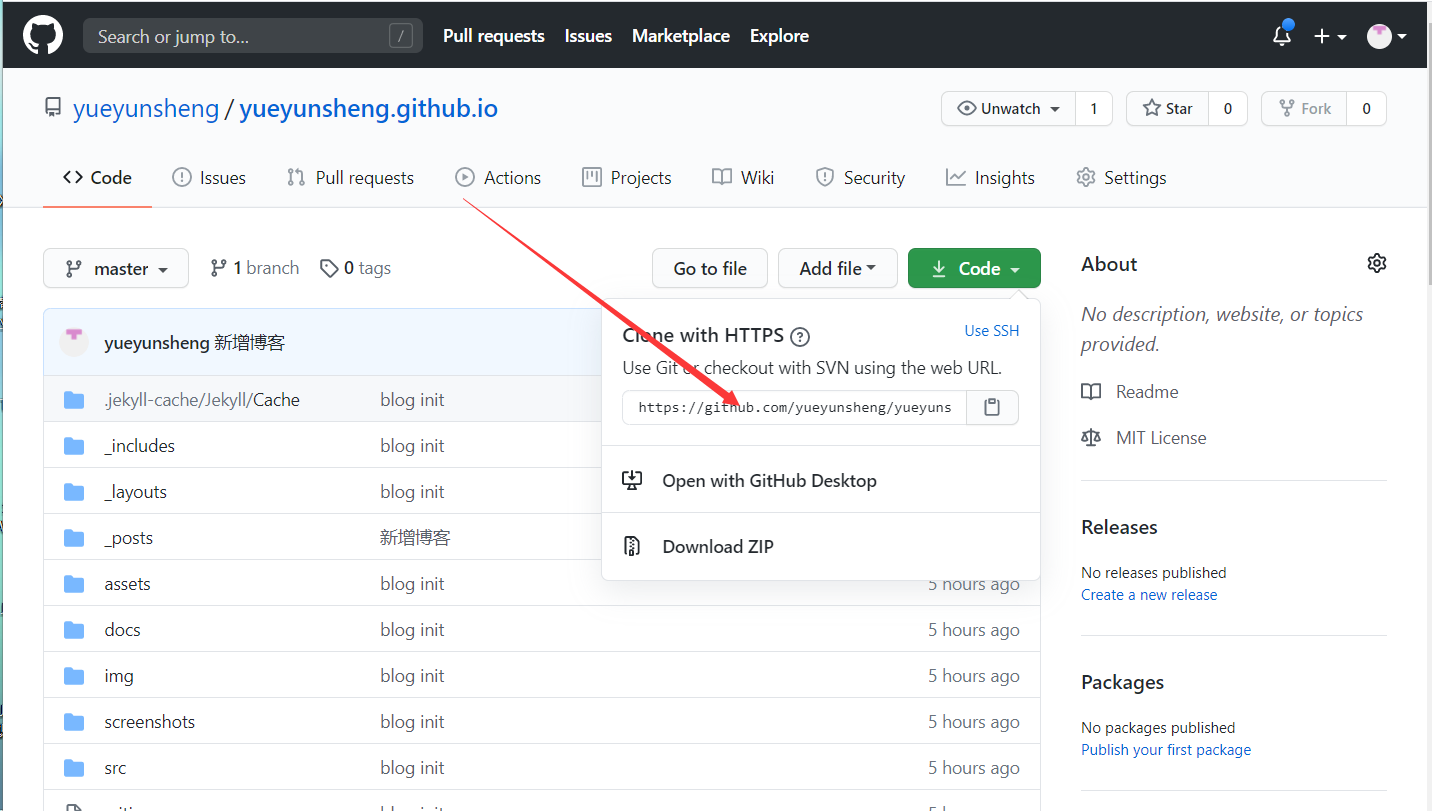 Search or jump to… /
Pull requests Issues Marketplace Explore
yueyunsheng / yueyunsheng.github.io
Unwatch 1 Star 0 Fork 0
Code Issues Pull requests Actions Projects Wiki Security Insights Settings
master 1 branch 0 tags
Go to file Add file Code
About
No description, website, or topics
provided.
Readme
MIT License
Releases
No releases published
Create a new release
Packages
No packages published
Publish your first package
Clone with HTTPS ?
Use SSH
Use Git or checkout with SVN using the web URL.
https://github.com/yueyunsheng/yueyuns
Open with GitHub Desktop
Download ZIP
yueyunsheng 新增博客
.jekyll-cache/Jekyll/Cache blog init
_includes blog init
_layouts blog init
_posts 新增博客
assets blog init 5 hours ago
docs blog init 5 hours ago
img blog init 5 hours ago
screenshots blog init 5 hours ago
src blog init 5 hours ago